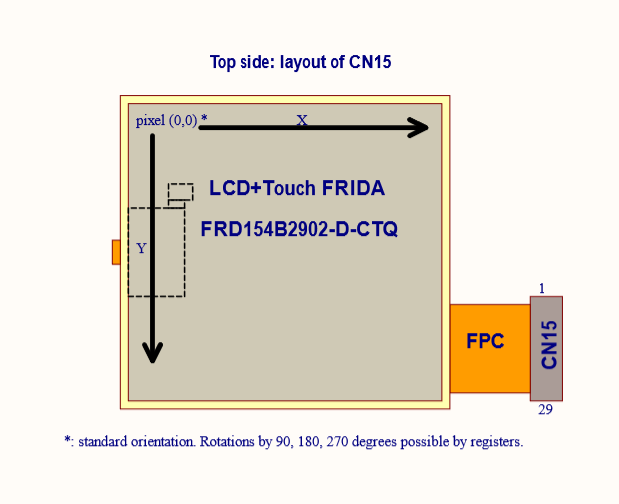 Top side: layout of CN15
pixel (0,0) *
X
LCD+Touch FRIDA
FRD154B2902-D-CTQ
Y
1
FPC
CN15
29
*: standard orientation. Rotations by 90, 180, 270 degrees possible by registers.